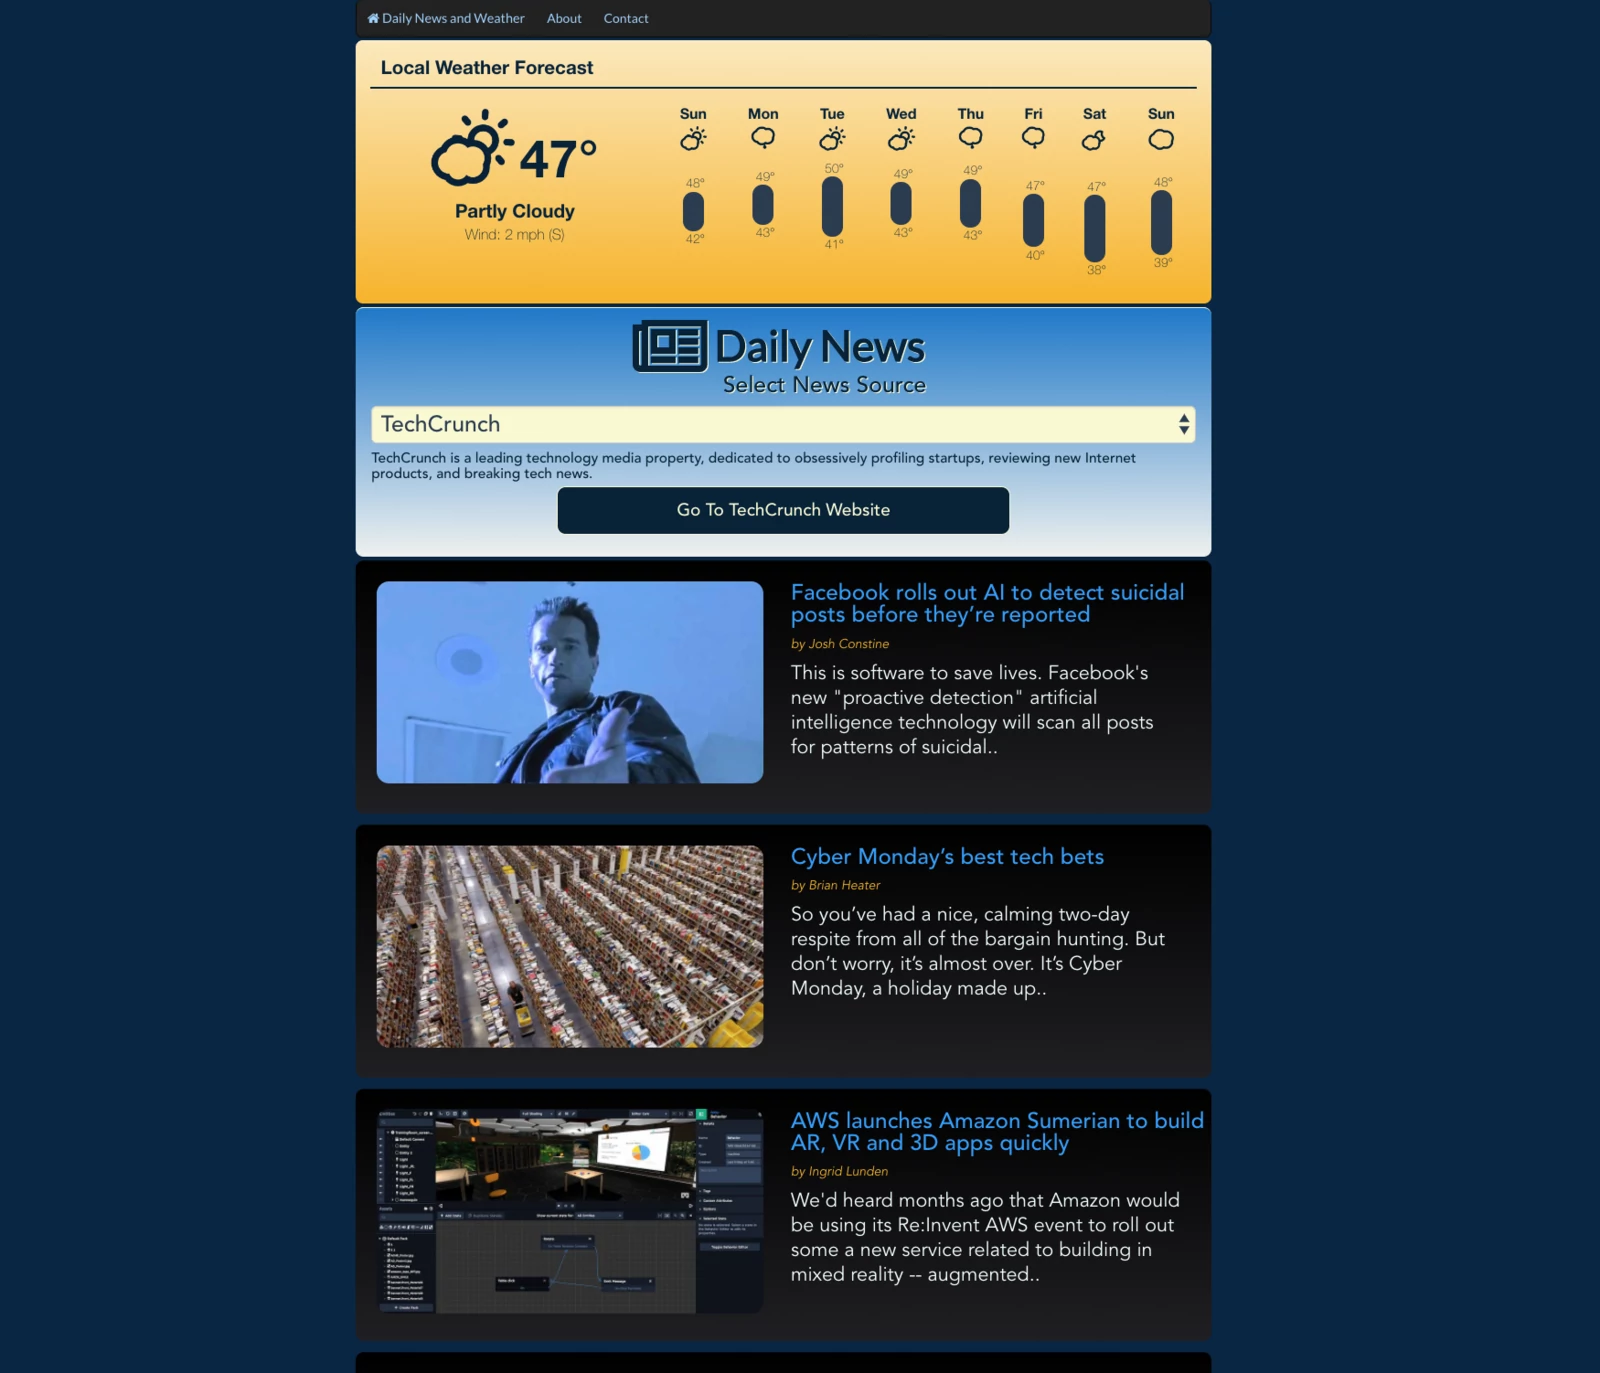 Daily News and Weather About Contact
Local Weather Forecast
47°
Partly Cloudy
Wind: 2 mph (S)
Sun Mon Tue Wed Thu Fri Sat Sun
48° 49° 50° 49° 49° 47° 47° 48°
42° 43° 41° 43° 43° 40° 38° 39°
Daily News
Select News Source
TechCrunch
TechCrunch is a leading technology media property, dedicated to obsessively profiling startups, reviewing new Internet
products, and breaking tech news.
Go To TechCrunch Website
Facebook rolls out AI to detect suicidal
posts before they’re reported
by Josh Constine
This is software to save lives. Facebook's
new "proactive detection" artificial
intelligence technology will scan all posts
for patterns of suicidal..
Cyber Monday’s best tech bets
by Brian Heater
So you’ve had a nice, calming two-day
respite from all of the bargain hunting. But
don’t worry, it’s almost over. It’s Cyber
Monday, a holiday made up..
AWS launches Amazon Sumerian to build
AR, VR and 3D apps quickly
by Ingrid Lunden
We'd heard months ago that Amazon would
be using its Re:Invent AWS event to roll out
some a new service related to building in
mixed reality -- augmented..